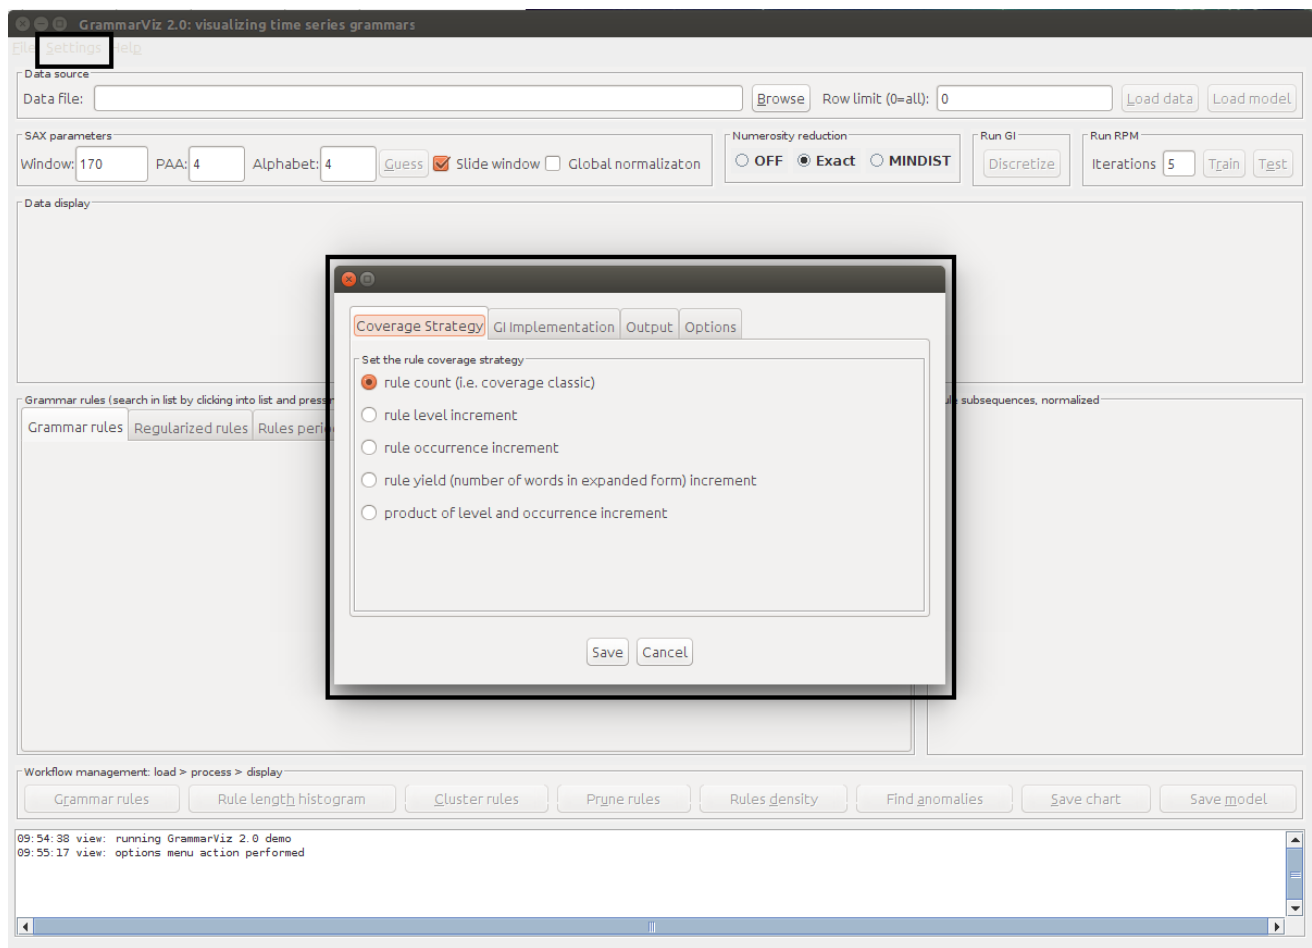 GrammarViz 2.0: visualizing time series grammars
File Settings Help
Data source
Data file: Browse Row limit (0=all): 0 Load data Load model
SAX parameters Numerosity reduction Run GI Run RPM
Window: 170 PAA: 4 Alphabet: 4 Guess Slide window Global normalizaton OFF Exact MINDIST Discretize Iterations 5 Train Test
Data display
Coverage Strategy GI Implementation Output Options
Set the rule coverage strategy
rule count (i.e. coverage classic)
rule level increment
rule occurrence increment
rule yield (number of words in expanded form) increment
product of level and occurrence increment
Save Cancel
Grammar rules (search in list by clicking into list and press
subsequences, normalized
Grammar rules Regularized rules Rules
Workflow management: load > process > display
Grammar rules Rule length histogram Cluster rules Prune rules Rules density Find anomalies Save chart Save model
09:54:38 view: running GrammarViz 2.0 demo
09:55:17 view: options menu action performed